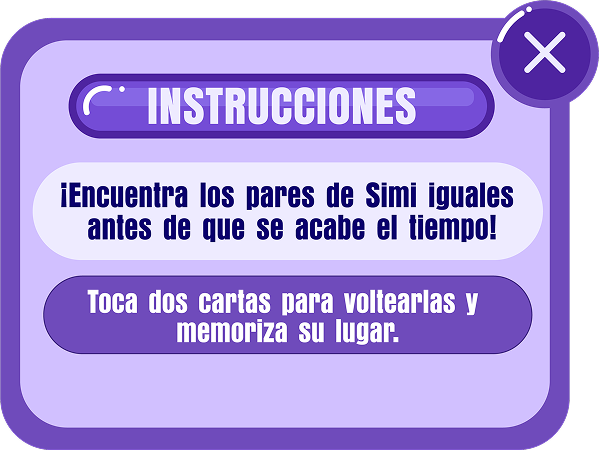 INSTRUCCIONES
¡Encuentra los pares de Simi iguales
antes de que se acabe el tiempo!
Toca dos cartas para voltearlas y
memoriza su lugar.